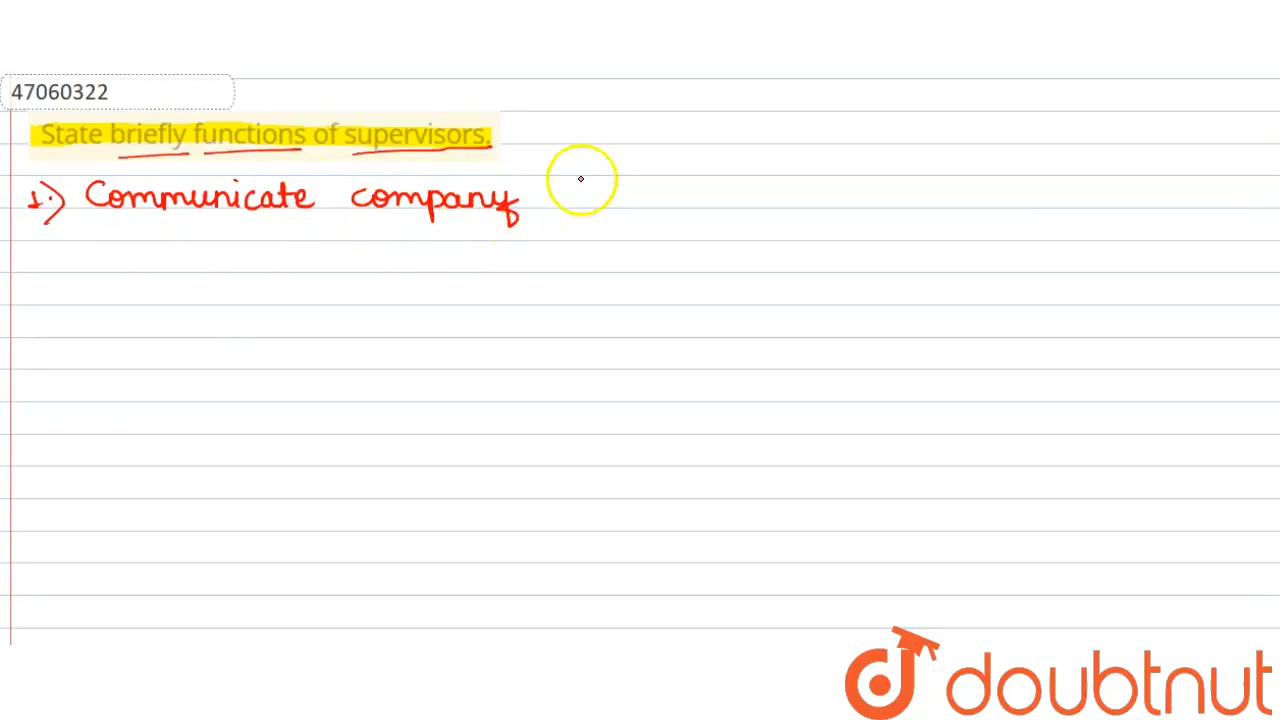 47060322
State briefly functions of supervisors.
1.) Communicate company
doubtnut